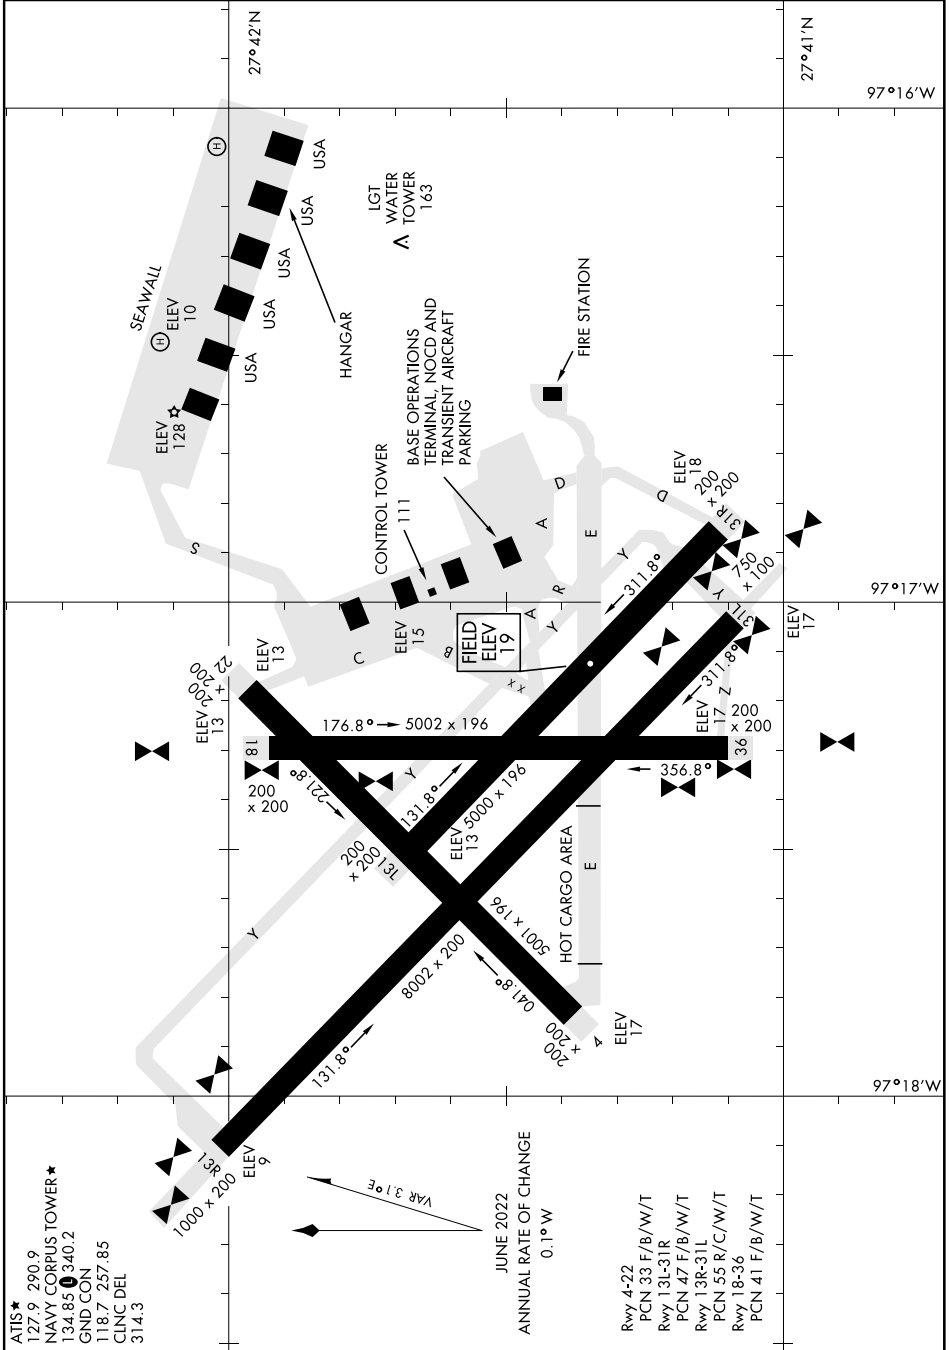 ATIS★
127.9 290.9
NAVY CORPUS TOWER★
134.85 L 340.2
GND CON
118.7 257.85
CLNC DEL
314.3
27°42'N
27°41'N
97°16'W
97°17'W
97°18'W
H
SEAWALL
H
ELEV
10
ELEV
128
USA
USA
USA
USA
USA
HANGAR
LGT
WATER
TOWER
163
FIRE STATION
BASE OPERATIONS
TERMINAL, NOCD AND
TRANSIENT AIRCRAFT
PARKING
CONTROL TOWER
111
S
C
B
A
A
R
Y
Y
Y
Y
Y
D
D
E
E
Z
X X
FIELD
ELEV
19
ELEV
15
ELEV
18
200
x 200
31R
750
x 100
31L
ELEV
17
311.8°
311.8°
ELEV
13
22
200
x 200
ELEV
13
18
200
x 200
176.8° 5002 x 196
221.8°
131.8°
5000 x 196
ELEV
13
200
x 200
13L
ELEV
17
200
x 200
36
356.8°
HOT CARGO AREA
5001 x 196
041.8°
8002 x 200
131.8°
200
x 200
4
ELEV
17
13R
1000 x 200
ELEV
9
VAR 3.1°E
JUNE 2022
ANNUAL RATE OF CHANGE
0.1° W
Rwy 4-22
PCN 33 F/B/W/T
Rwy 13L-31R
PCN 47 F/B/W/T
Rwy 13R-31L
PCN 55 R/C/W/T
Rwy 18-36
PCN 41 F/B/W/T